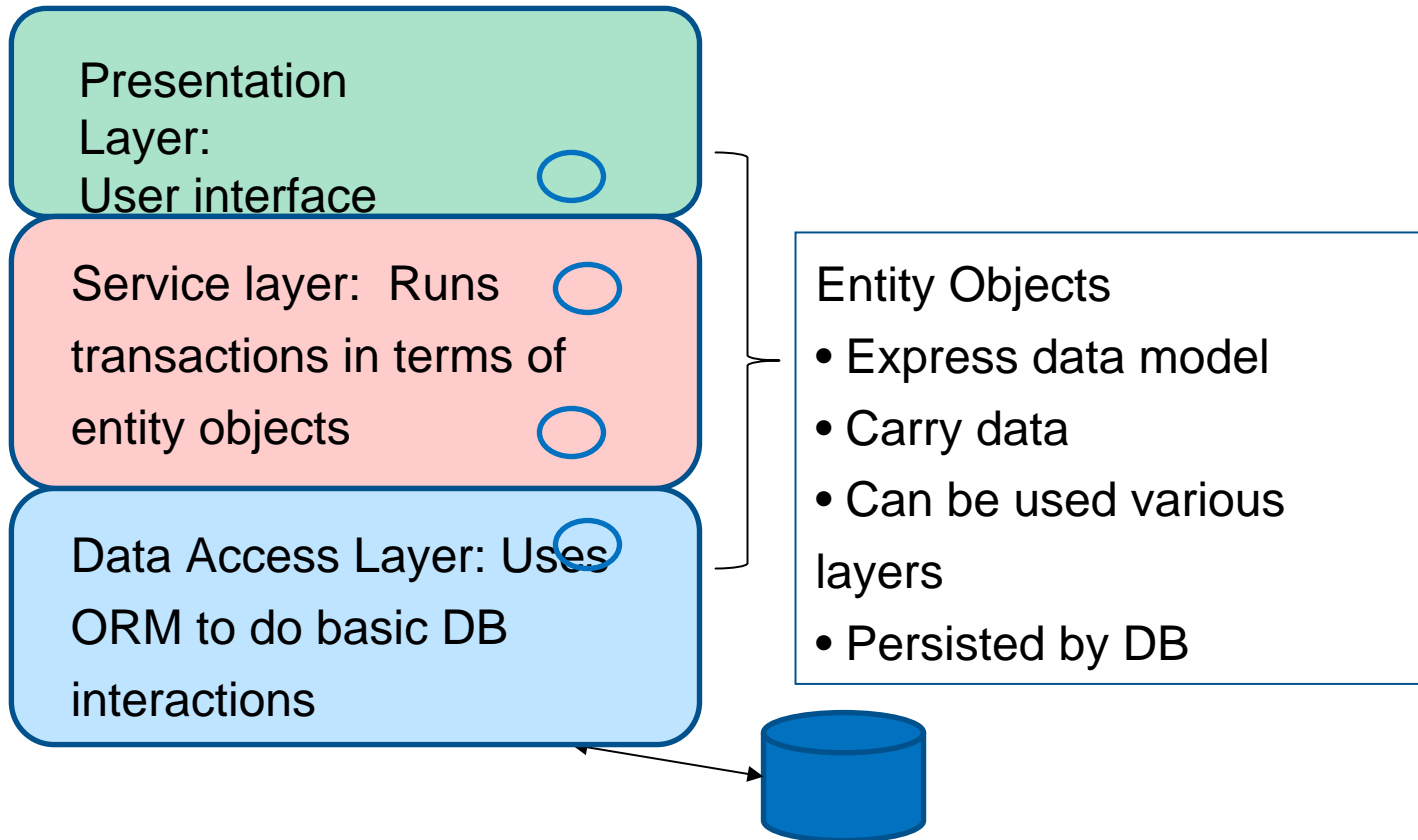 Presentation
Layer:
User interface
Service layer:  Runs
transactions in terms of
entity objects
Data Access Layer: Uses
ORM to do basic DB
interactions
Entity Objects
• Express data model
• Carry data
• Can be used various
layers
• Persisted by DB